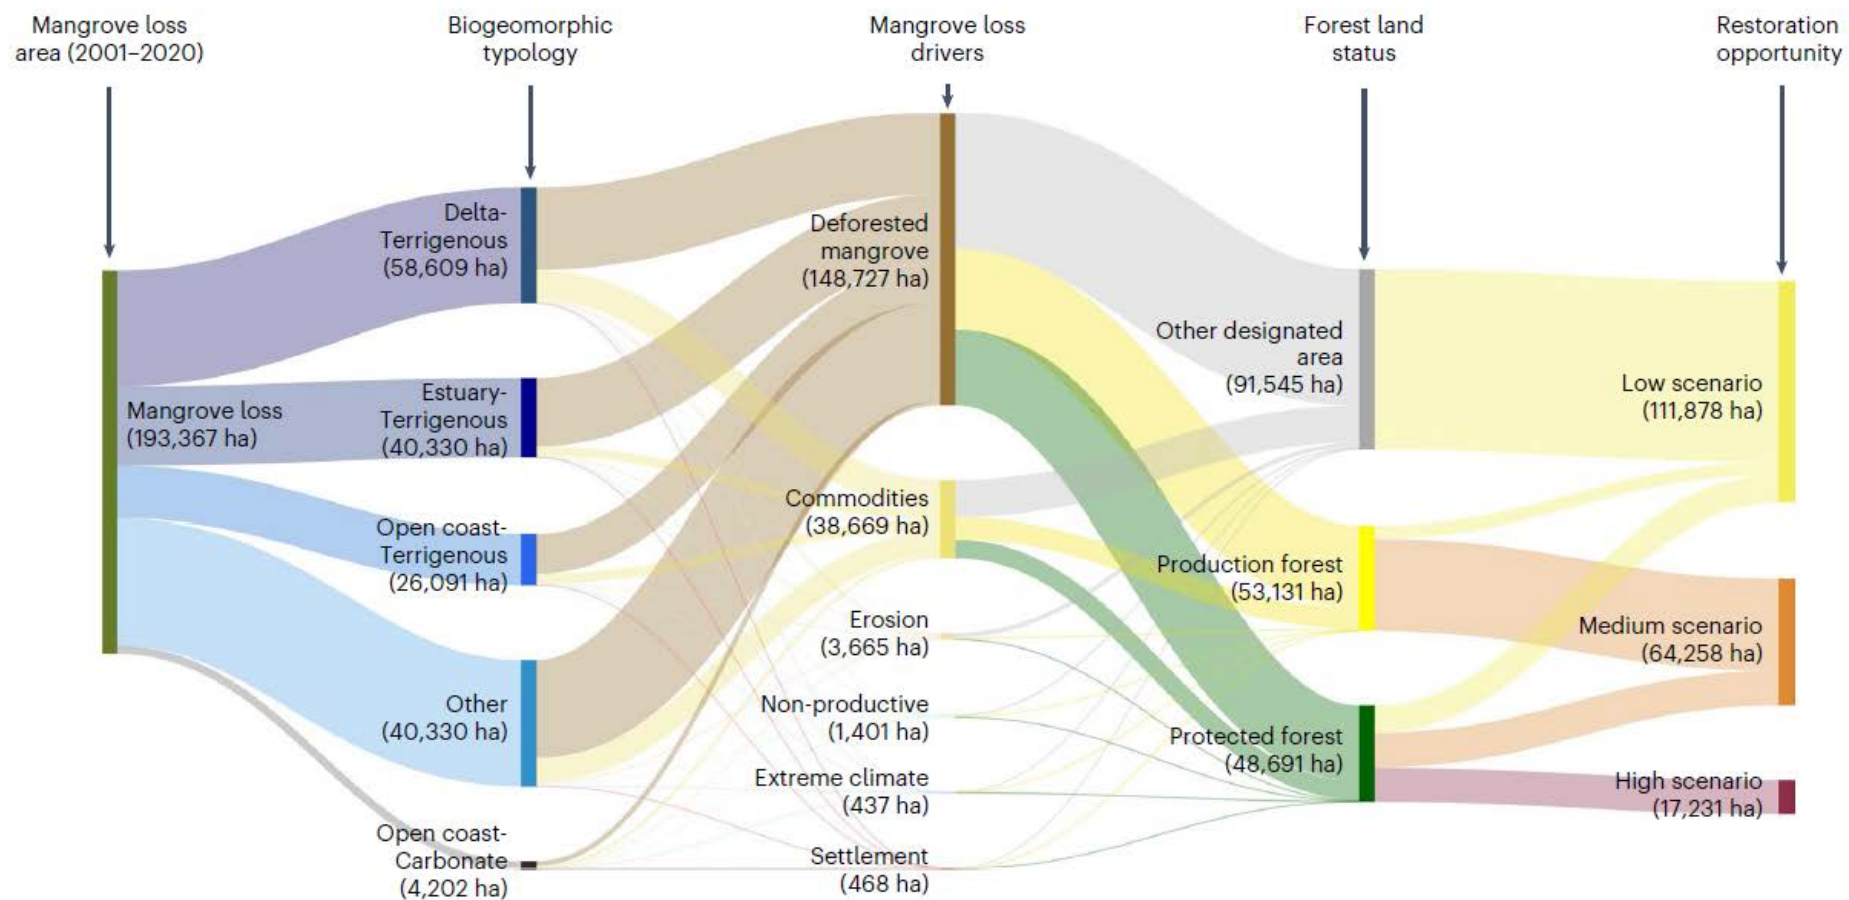 Mangrove loss
area (2001–2020)
Biogeomorphic
typology
Mangrove loss
drivers
Forest land
status
Restoration
opportunity
Mangrove loss
(193,367 ha)
Delta-
Terrigenous
(58,609 ha)
Estuary-
Terrigenous
(40,330 ha)
Open coast-
Terrigenous
(26,091 ha)
Other
(40,330 ha)
Open coast-
Carbonate
(4,202 ha)
Deforested
mangrove
(148,727 ha)
Commodities
(38,669 ha)
Erosion
(3,665 ha)
Non-productive
(1,401 ha)
Extreme climate
(437 ha)
Settlement
(468 ha)
Other designated
area
(91,545 ha)
Production forest
(53,131 ha)
Protected forest
(48,691 ha)
Low scenario
(111,878 ha)
Medium scenario
(64,258 ha)
High scenario
(17,231 ha)